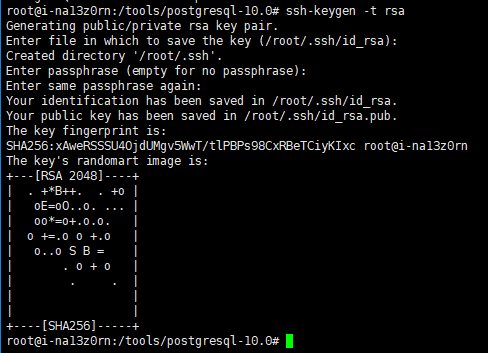 root@i-na13z0rn:/tools/postgresql-10.0# ssh-keygen -t rsa
Generating public/private rsa key pair.
Enter file in which to save the key (/root/.ssh/id_rsa):
Created directory '/root/.ssh'.
Enter passphrase (empty for no passphrase):
Enter same passphrase again:
Your identification has been saved in /root/.ssh/id_rsa.
Your public key has been saved in /root/.ssh/id_rsa.pub.
The key fingerprint is:
SHA256:xAweRSSSU4OjdUMgv5WwT/tlPBPs98CxRBeTCiyKIxc root@i-na13z0rn
The key's randomart image is:
+---[RSA 2048]----+
|  . +*B++.  . +o |
|   oE=oO..o. ... |
|   oo*=o+.o.o.   |
|  o +=.o o +.o   |
|   o..o S B =    |
|       . o + o   |
|        .     .  |
|                 |
|                 |
+----[SHA256]-----+
root@i-na13z0rn:/tools/postgresql-10.0#